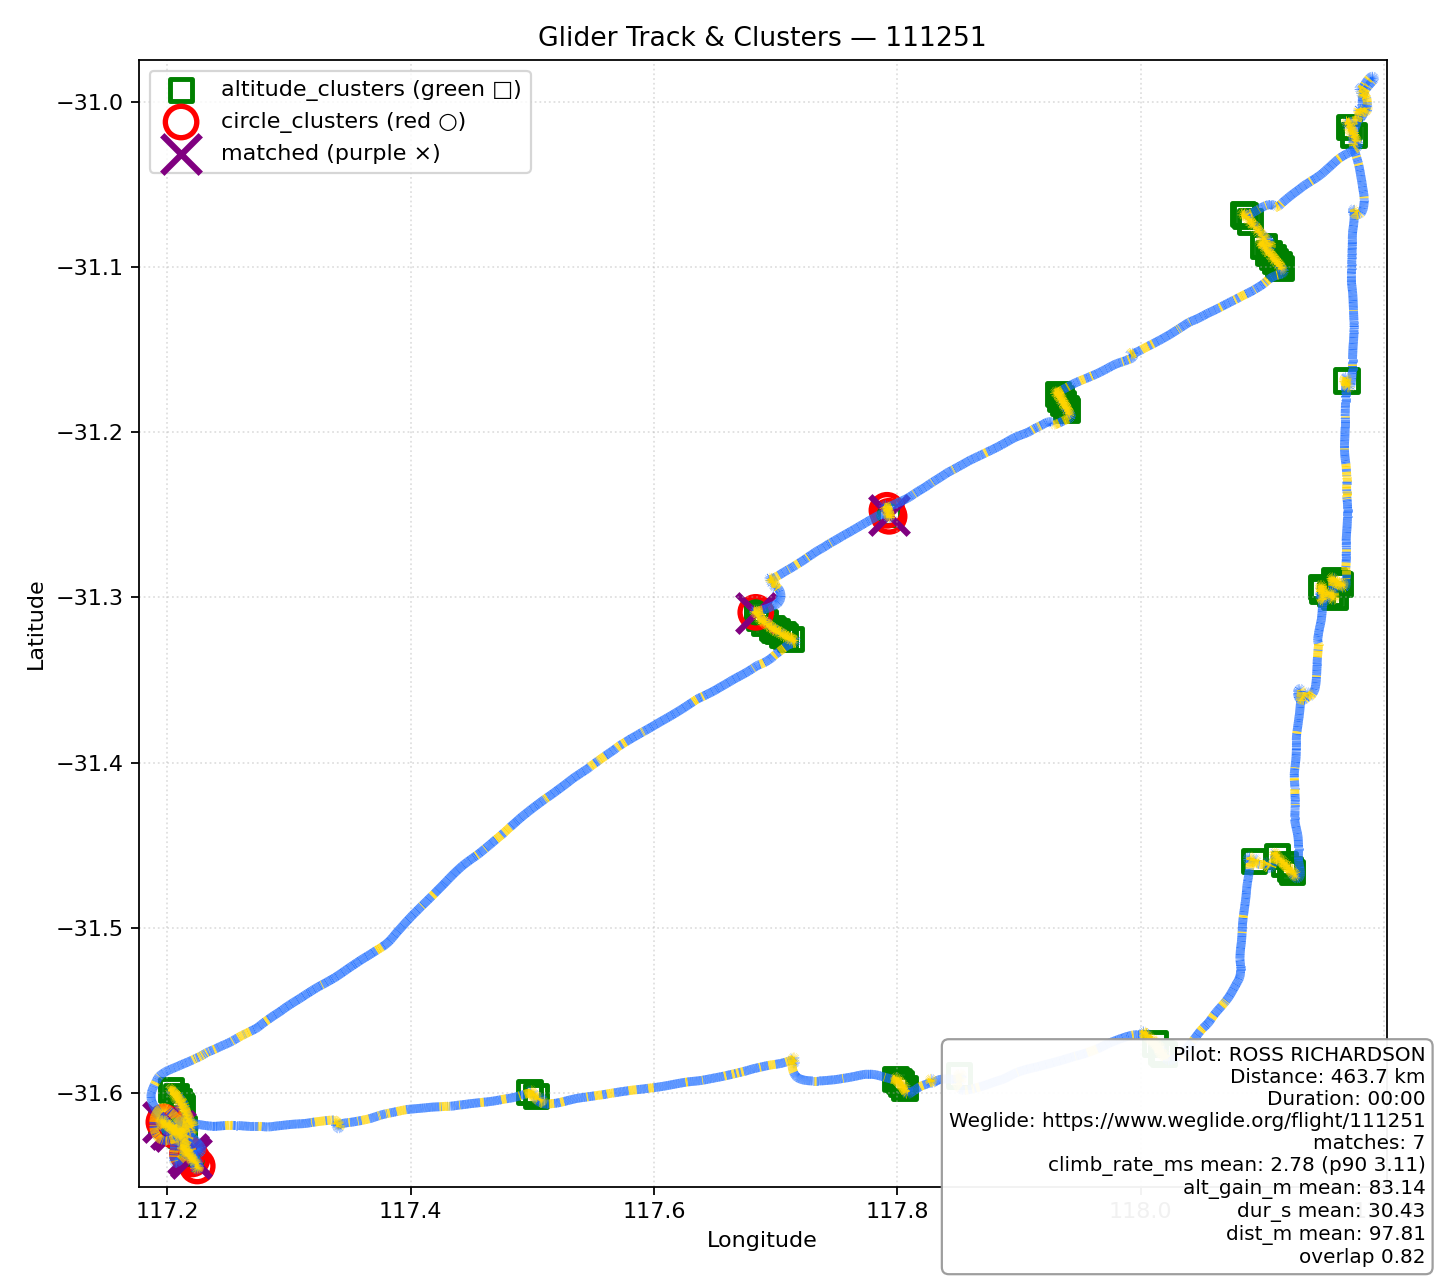 Glider Track & Clusters — 111251
altitude_clusters (green □)
circle_clusters (red ○)
matched (purple ×)
Latitude
−31.0
−31.1
−31.2
−31.3
−31.4
−31.5
−31.6
117.2
117.4
117.6
117.8
118.0
Longitude
Pilot: ROSS RICHARDSON
Distance: 463.7 km
Duration: 00:00
Weglide: https://www.weglide.org/flight/111251
matches: 7
climb_rate_ms mean: 2.78 (p90 3.11)
alt_gain_m mean: 83.14
dur_s mean: 30.43
dist_m mean: 97.81
overlap 0.82